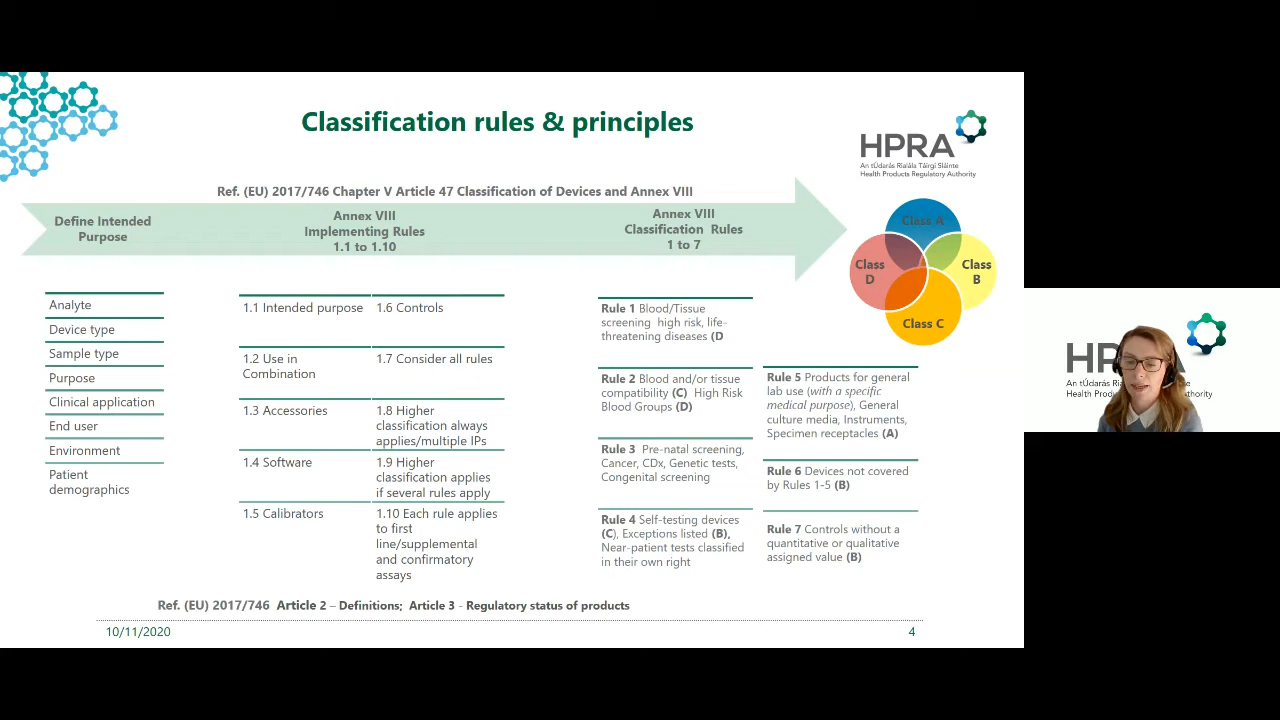 Classification rules & principles
HPRA
An tÚdarás Rialála Táirgí Sláinte
Health Products Regulatory Authority
Ref. (EU) 2017/746 Chapter V Article 47 Classification of Devices and Annex VIII
Define Intended
Purpose
Annex VIII
Implementing Rules
1.1 to 1.10
Annex VIII
Classification Rules
1 to 7
Class A
Class
D
Class
B
Class C
Analyte
Device type
Sample type
Purpose
Clinical application
End user
Environment
Patient
demographics
1.1 Intended purpose
1.2 Use in
Combination
1.3 Accessories
1.4 Software
1.5 Calibrators
1.6 Controls
1.7 Consider all rules
1.8 Higher
classification always
applies/multiple IPs
1.9 Higher
classification applies
if several rules apply
1.10 Each rule applies
to first
line/supplemental
and confirmatory
assays
Rule 1 Blood/Tissue
screening high risk, life-
threatening diseases (D
Rule 2 Blood and/or tissue
compatibility (C) High Risk
Blood Groups (D)
Rule 3 Pre-natal screening,
Cancer, CDx, Genetic tests,
Congenital screening
Rule 4 Self-testing devices
(C), Exceptions listed (B),
Near-patient tests classified
in their own right
Rule 5 Products for general
lab use (with a specific
medical purpose), General
culture media, Instruments,
Specimen receptacles (A)
Rule 6 Devices not covered
by Rules 1-5 (B)
Rule 7 Controls without a
quantitative or qualitative
assigned value (B)
Ref. (EU) 2017/746 Article 2 – Definitions; Article 3 - Regulatory status of products
10/11/2020
4
HP
An tÚdarás Ria
Health Prod